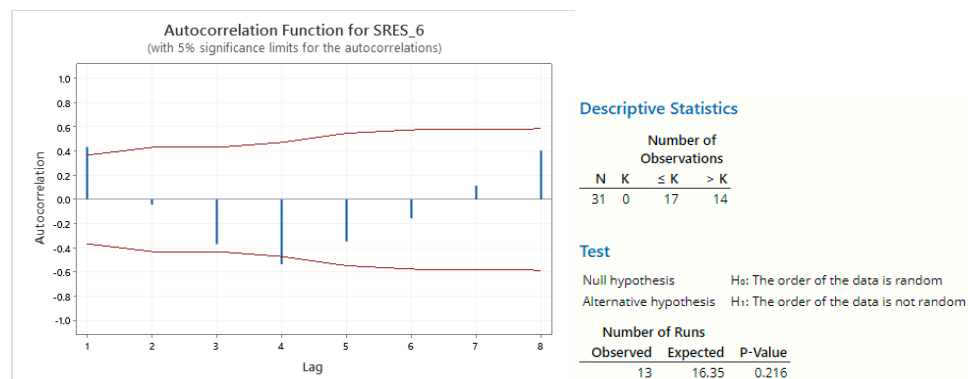 Autocorrelation Function for SRES_6
(with 5% significance limits for the autocorrelations)
1.0
0.8
0.6
0.4
0.2
0.0
-0.2
-0.4
-0.6
-0.8
-1.0
Autocorrelation
1 2 3 4 5 6 7 8
Lag
Descriptive Statistics
Number of
Observations
N K ≤ K > K
31 0 17 14
Test
Null hypothesis H₀: The order of the data is random
Alternative hypothesis H₁: The order of the data is not random
Number of Runs
Observed Expected P-Value
13 16.35 0.216